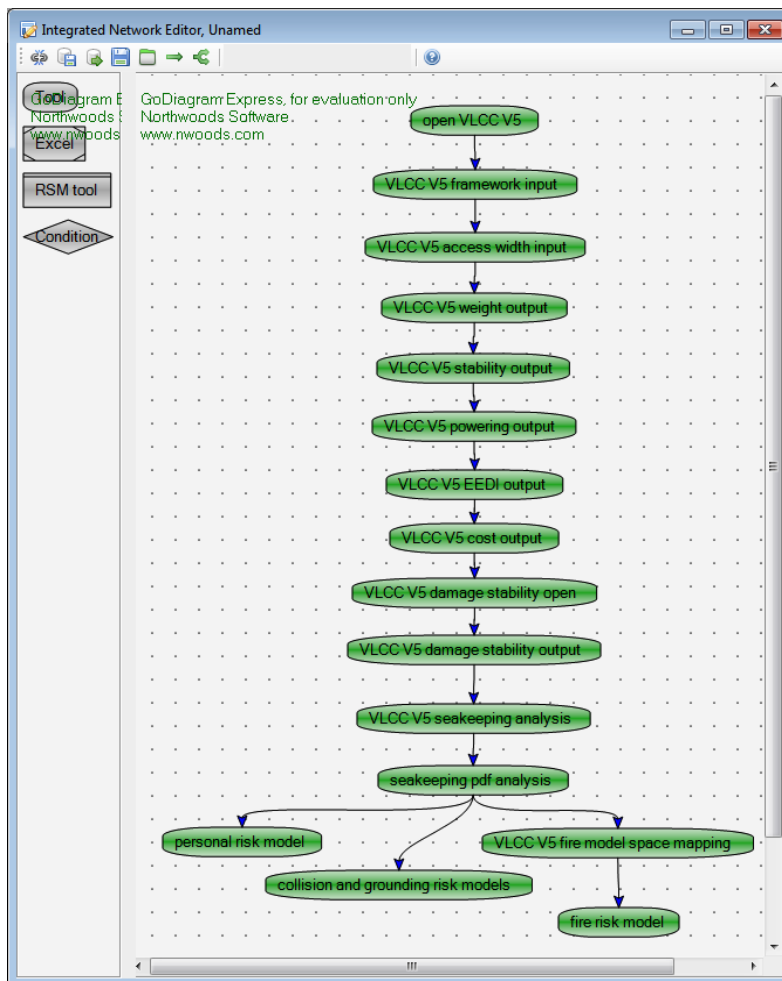 Integrated Network Editor, Unamed
Tool
GoDiagram E
Northwoods S
www.nwoods
Excel
RSM tool
Condition
GoDiagram Express, for evaluation only
Northwoods Software
www.nwoods.com
open VLCC V5
VLCC V5 framework input
VLCC V5 access width input
VLCC V5 weight output
VLCC V5 stability output
VLCC V5 powering output
VLCC V5 EEDI output
VLCC V5 cost output
VLCC V5 damage stability open
VLCC V5 damage stability output
VLCC V5 seakeeping analysis
seakeeping pdf analysis
personal risk model
VLCC V5 fire model space mapping
collision and grounding risk models
fire risk model